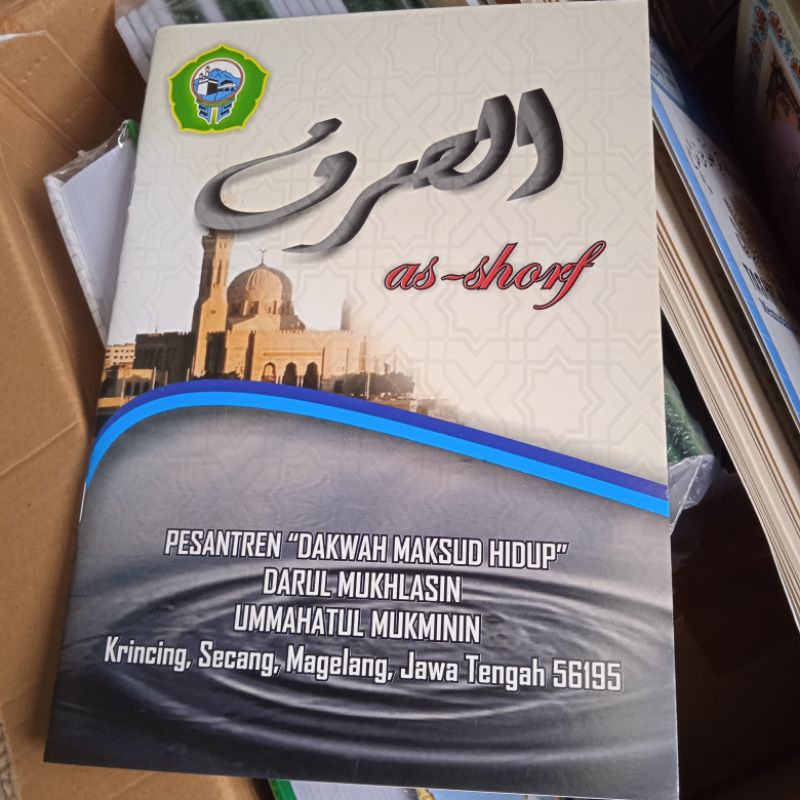 الصرف
as-shorf
PESANTREN “DAKWAH MAKSUD HIDUP”
DARUL MUKHLASIN
UMMAHATUL MUKMININ
Krincing, Secang, Magelang, Jawa Tengah 56195